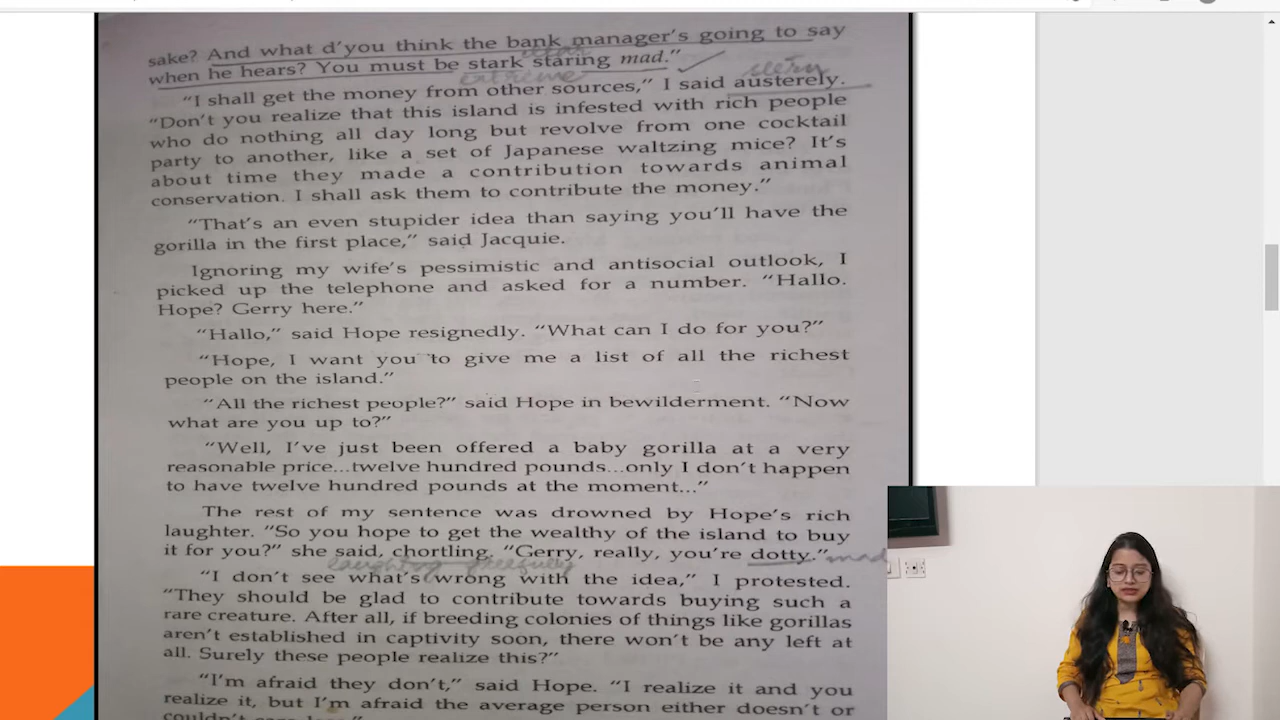 sake? And what d'you think the bank manager's going to say
when he hears? You must be stark staring mad."
extreme
"I shall get the money from other sources," I said austerely.
"Don't you realize that this island is infested with rich people
who do nothing all day long but revolve from one cocktail
party to another, like a set of Japanese waltzing mice? It's
about time they made a contribution towards animal
conservation. I shall ask them to contribute the money."
"That's an even stupider idea than saying you'll have the
gorilla in the first place," said Jacquie.
Ignoring my wife's pessimistic and antisocial outlook, I
picked up the telephone and asked for a number. "Hallo.
Hope? Gerry here."
"Hallo," said Hope resignedly. "What can I do for you?"
"Hope, I want you to give me a list of all the richest
people on the island."
"All the richest people?" said Hope in bewilderment. "Now
what are you up to?"
"Well, I've just been offered a baby gorilla at a very
reasonable price...twelve hundred pounds...only I don't happen
to have twelve hundred pounds at the moment..."
The rest of my sentence was drowned by Hope's rich
laughter. "So you hope to get the wealthy of the island to buy
it for you?" she said, chortling. "Gerry, really, you're dotty." mad
laughing gleefully
"I don't see what's wrong with the idea," I protested.
"They should be glad to contribute towards buying such a
rare creature. After all, if breeding colonies of things like gorillas
aren't established in captivity soon, there won't be any left at
all. Surely these people realize this?"
"I'm afraid they don't," said Hope. "I realize it and you
realize it, but I'm afraid the average person either doesn't or
couldn't care less."